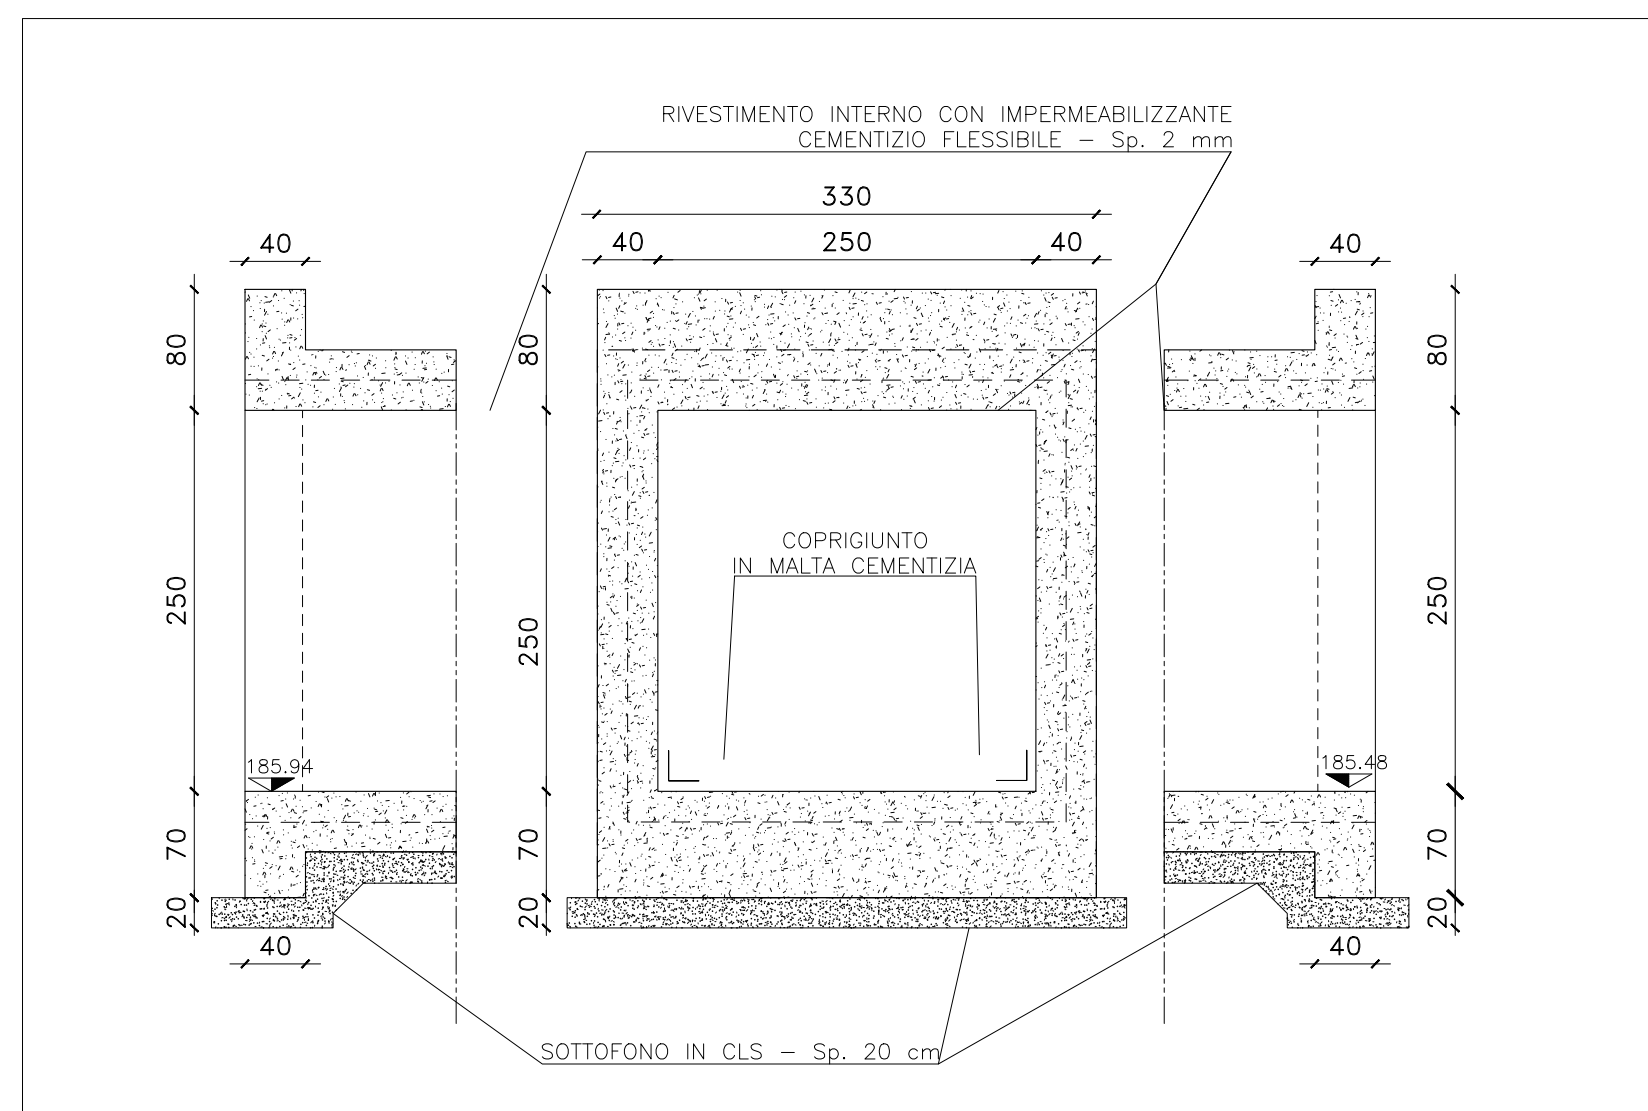 RIVESTIMENTO INTERNO CON IMPERMEABILIZZANTE
CEMENTIZIO FLESSIBILE – Sp. 2 mm
330
40 40 250 40 40
80 80 80
COPRIGIUNTO
IN MALTA CEMENTIZIA
250 250 250
185.94 185.48
70 70 70
20 20 20
40 40
SOTTOFONO IN CLS – Sp. 20 cm